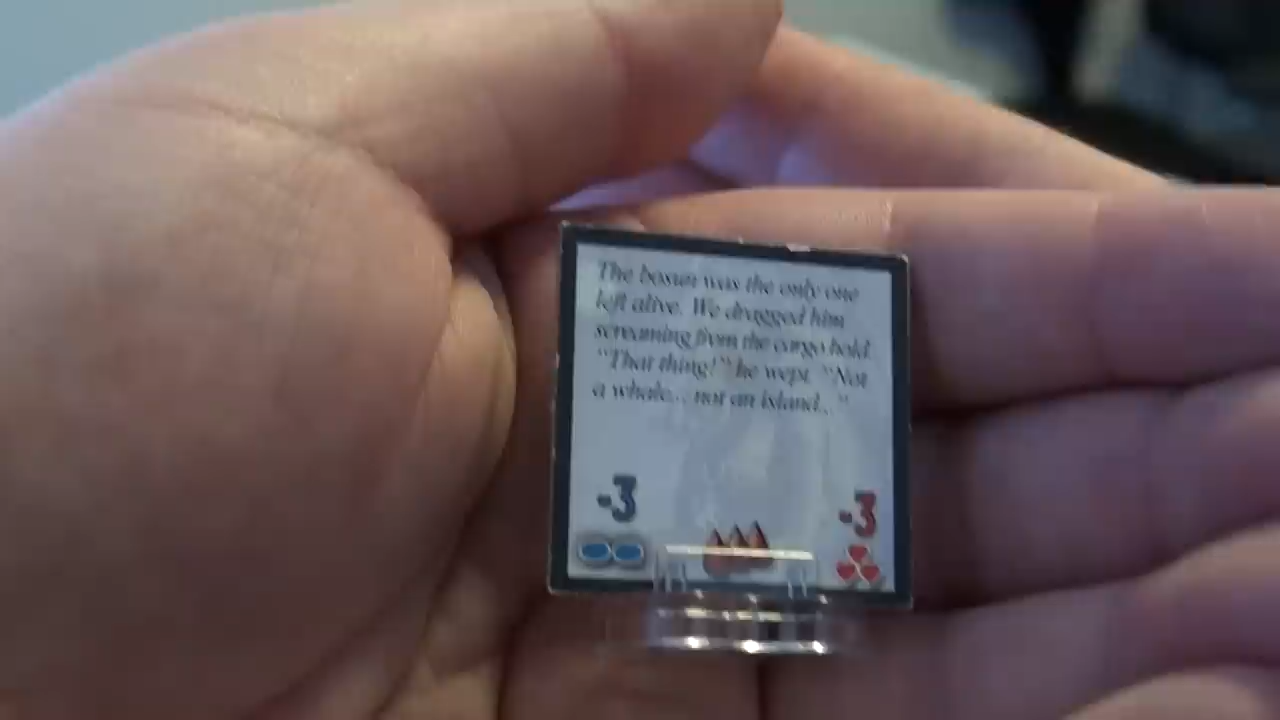 The bosun was the only one
left alive. We dragged him
screaming from the cargo hold.
"That thing!" he wept. "Not
a whale... not an island..."
-3
-3